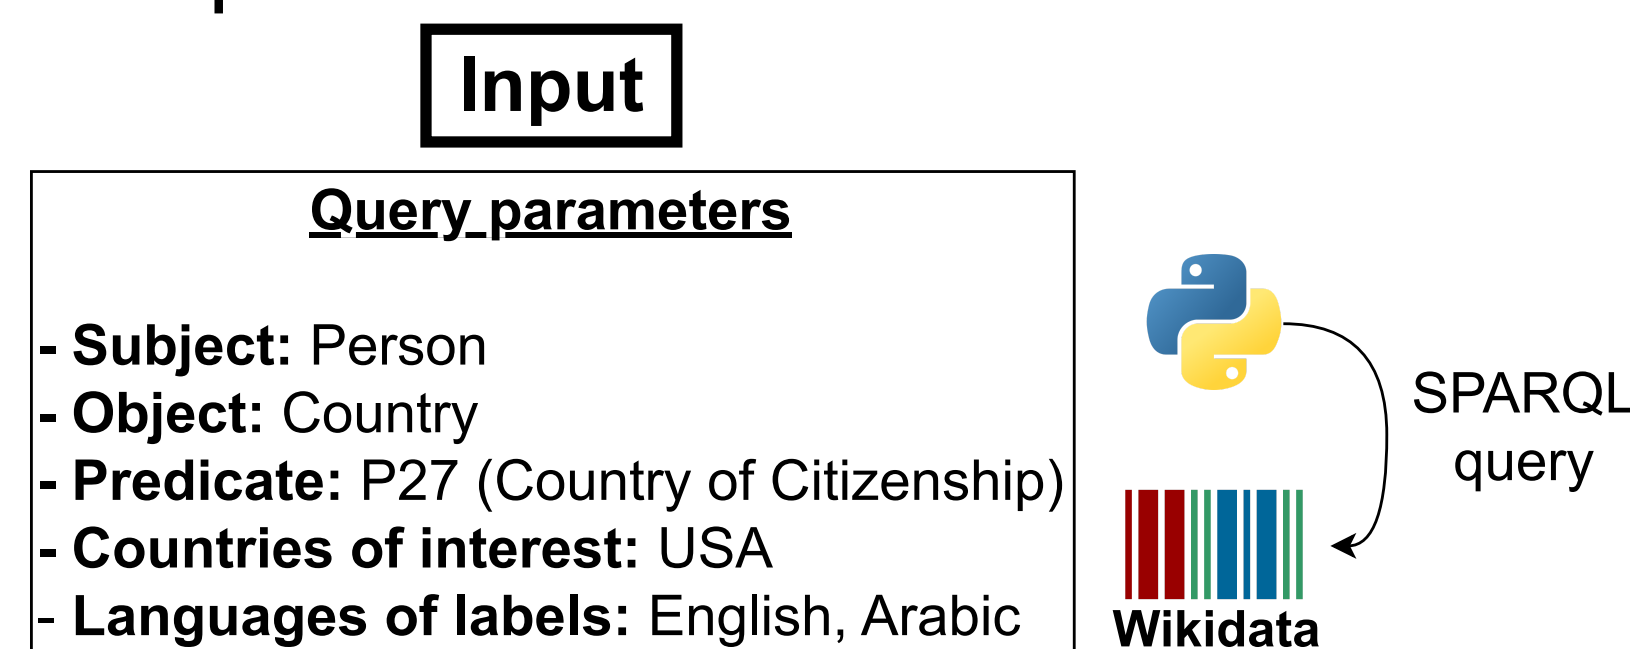 Input
Query parameters
- Subject: Person
- Object: Country
- Predicate: P27 (Country of Citizenship)
- Countries of interest: USA
- Languages of labels: English, Arabic
SPARQL
query
Wikidata